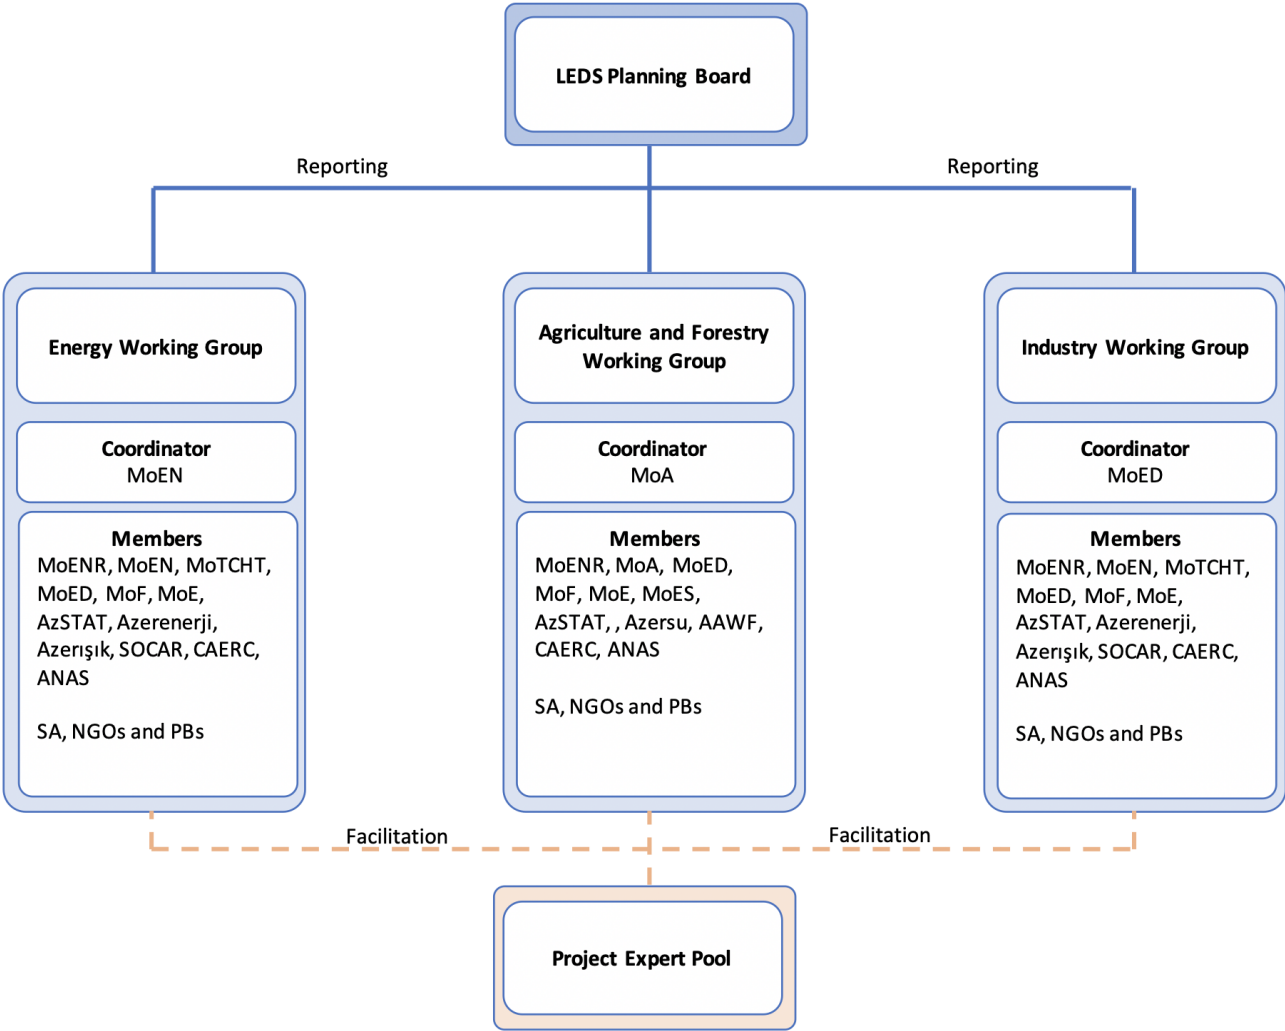 LEDS Planning Board
Reporting
Reporting
Energy Working Group
Coordinator
MoEN
Members
MoENR, MoEN, MoTCHT,
MoED, MoF, MoE,
AzSTAT, Azerenerji,
Azerışık, SOCAR, CAERC,
ANAS
SA, NGOs and PBs
Agriculture and Forestry
Working Group
Coordinator
MoA
Members
MoENR, MoA, MoED,
MoF, MoE, MoES,
AzSTAT, , Azersu, AAWF,
CAERC, ANAS
SA, NGOs and PBs
Industry Working Group
Coordinator
MoED
Members
MoENR, MoEN, MoTCHT,
MoED, MoF, MoE,
AzSTAT, Azerenerji,
Azerışık, SOCAR, CAERC,
ANAS
SA, NGOs and PBs
Facilitation
Facilitation
Project Expert Pool